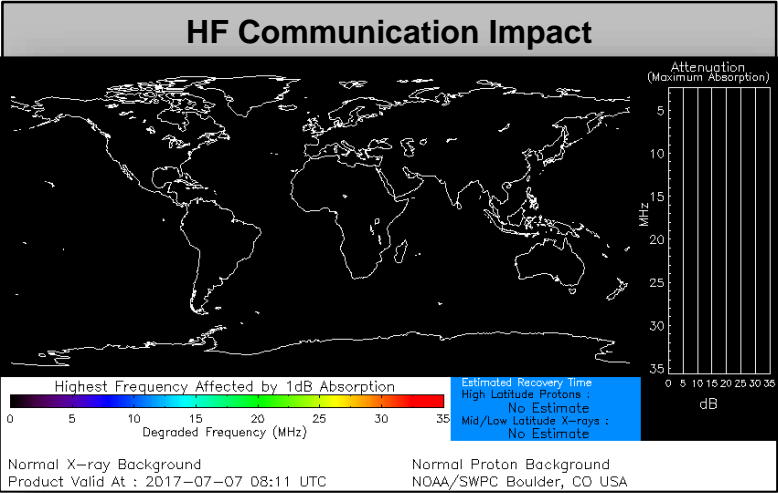 HF Communication Impact
Attenuation
(Maximum Absorption)
5
10
15
20
25
30
35
MHz
0 5 10 15 20 25 30 35
dB
Highest Frequency Affected by 1dB Absorption
0 5 10 15 20 25 30 35
Degraded Frequency (MHz)
Estimated Recovery Time
High Latitude Protons :
No Estimate
Mid/Low Latitude X-rays :
No Estimate
Normal X-ray Background
Normal Proton Background
Product Valid At : 2017-07-07 08:11 UTC
NOAA/SWPC Boulder, CO USA